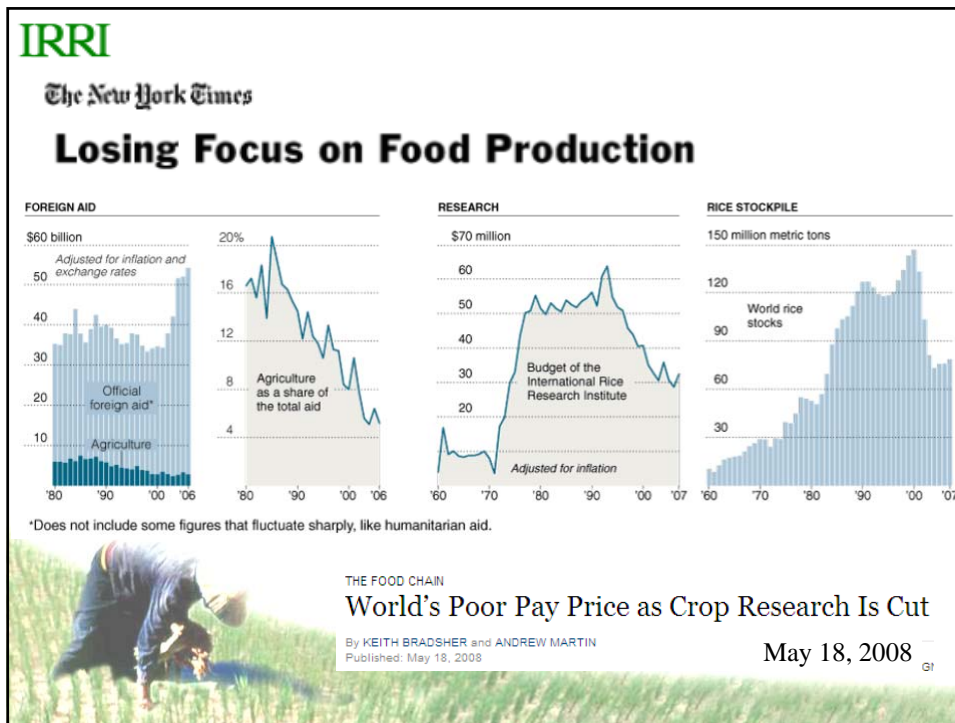 IRRI
The New York Times
Losing Focus on Food Production
FOREIGN AID
$60 billion
Adjusted for inflation and
exchange rates
50
40
30
20
10
Official
foreign aid*
Agriculture
'80
'90
'00
'06
20%
16
12
8
4
Agriculture
as a share of
the total aid
'80
'90
'00
'06
RESEARCH
$70 million
60
50
40
30
20
Budget of the
International Rice
Research Institute
Adjusted for inflation
'60
'70
'80
'90
'00
'07
RICE STOCKPILE
150 million metric tons
120
90
60
30
World rice
stocks
'60
'70
'80
'90
'00
'07
*Does not include some figures that fluctuate sharply, like humanitarian aid.
THE FOOD CHAIN
World's Poor Pay Price as Crop Research Is Cut
By KEITH BRADSHER and ANDREW MARTIN
Published: May 18, 2008
May 18, 2008